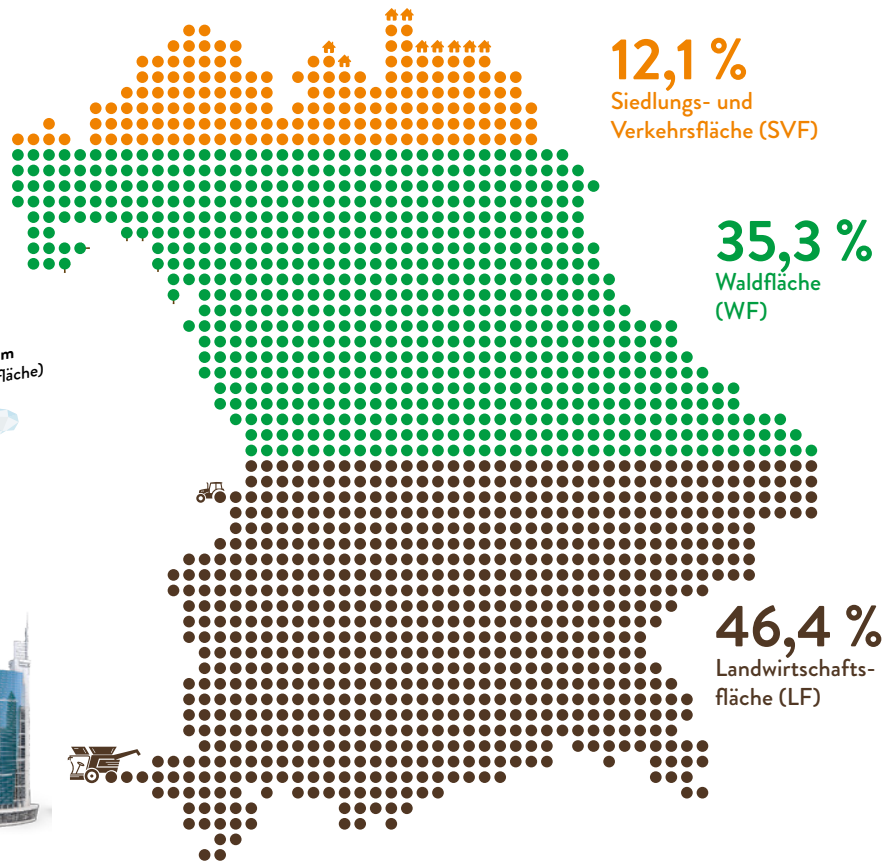 12,1 %
Siedlungs- und
Verkehrsfläche (SVF)
35,3 %
Waldfläche
(WF)
46,4 %
Landwirtschafts-
fläche (LF)